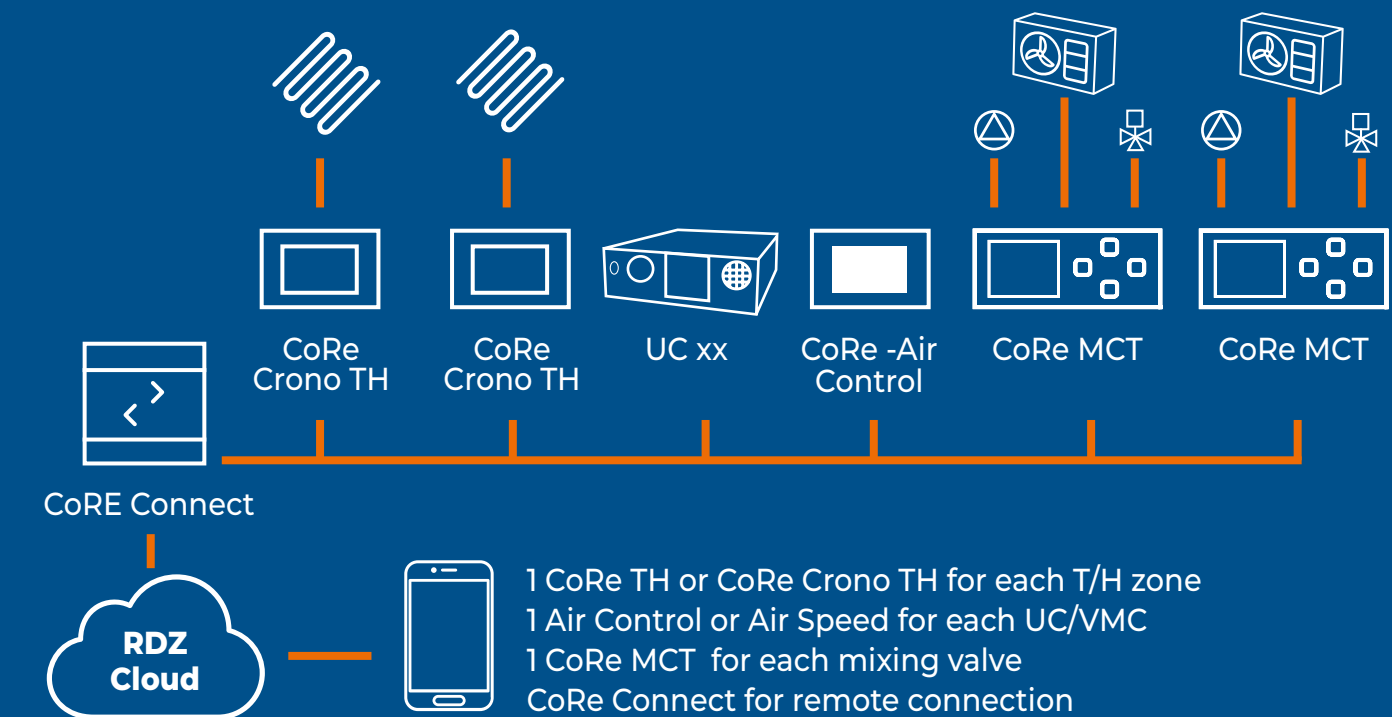 CoRe
Crono TH
CoRe
Crono TH
UC xx
CoRe -Air
Control
CoRe MCT
CoRe MCT
CoRE Connect
RDZ
Cloud
1 CoRe TH or CoRe Crono TH for each T/H zone
1 Air Control or Air Speed for each UC/VMC
1 CoRe MCT for each mixing valve
CoRe Connect for remote connection